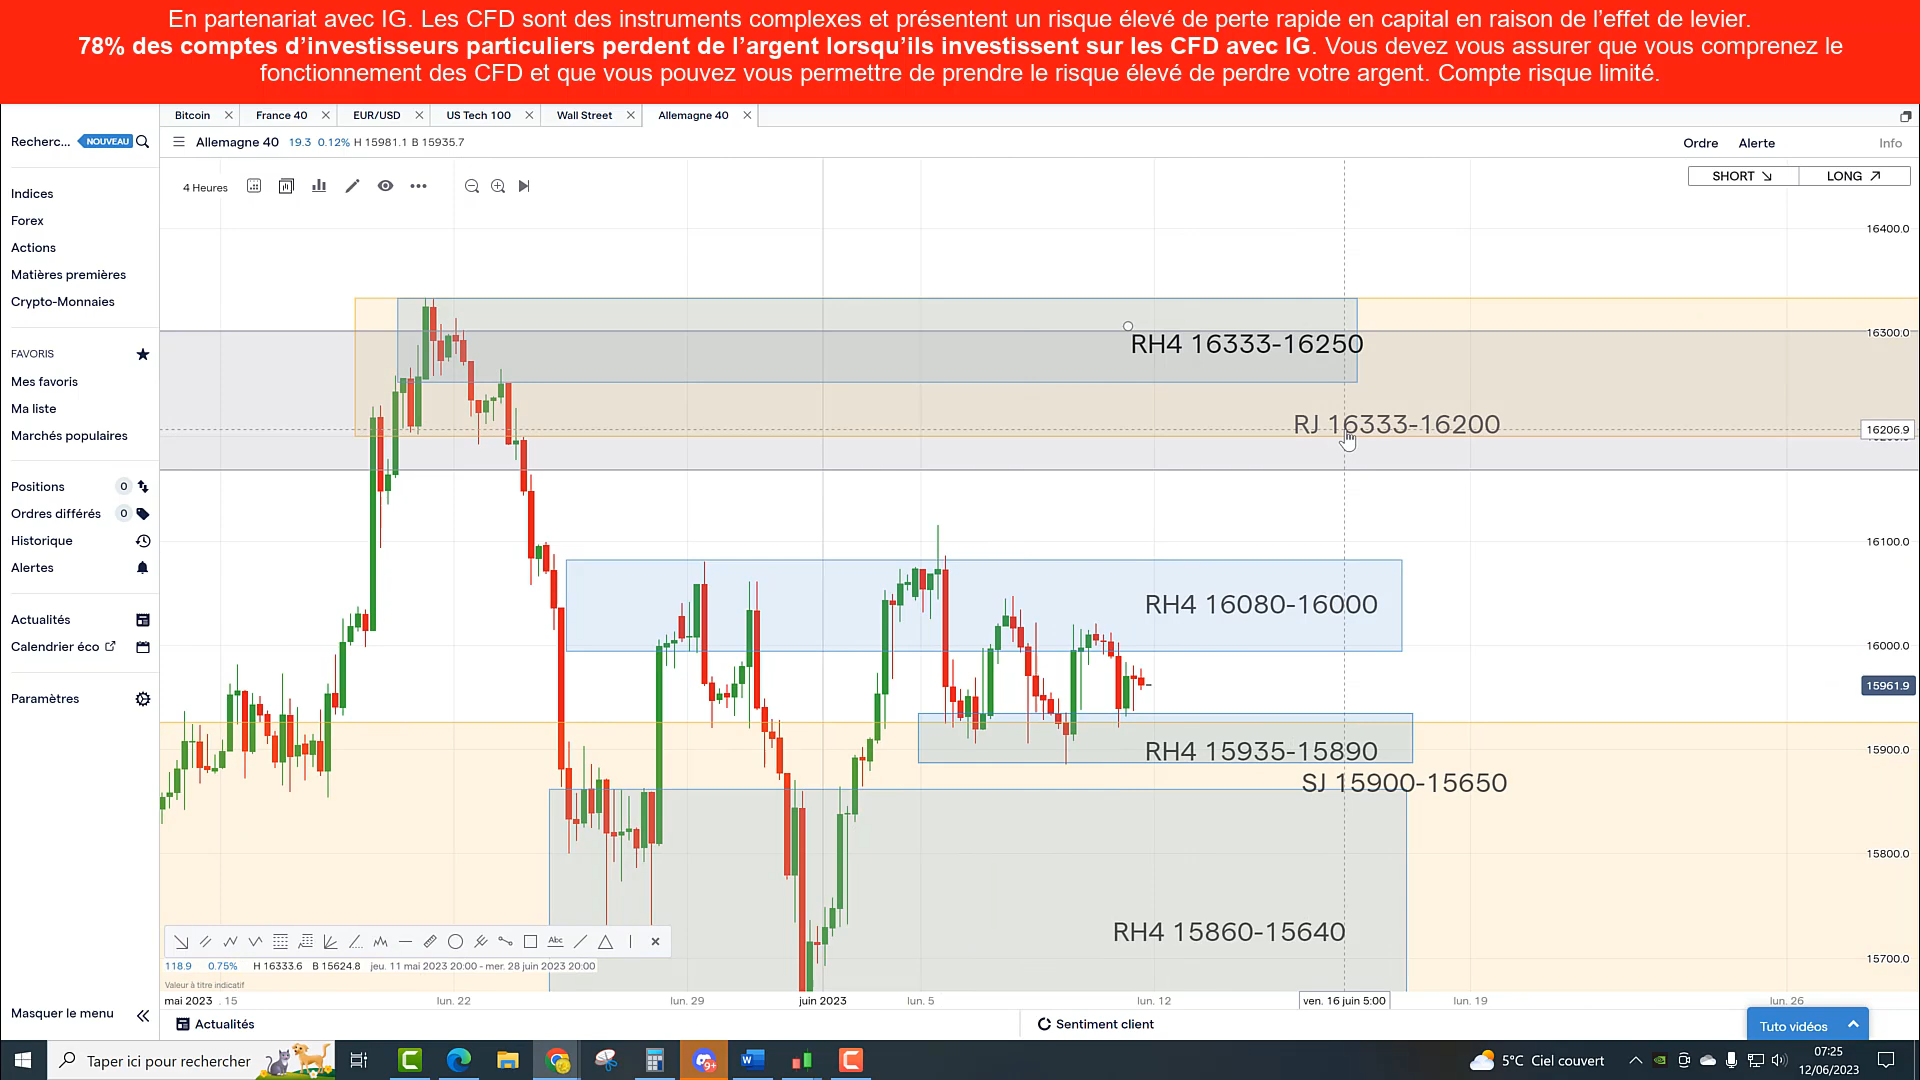 En partenariat avec IG. Les CFD sont des instruments complexes et présentent un risque élevé de perte rapide en capital en raison de l'effet de levier.
78% des comptes d'investisseurs particuliers perdent de l'argent lorsqu'ils investissent sur les CFD avec IG. Vous devez vous assurer que vous comprenez le
fonctionnement des CFD et que vous pouvez vous permettre de prendre le risque élevé de perdre votre argent. Compte risque limité.
Bitcoin France 40 EUR/USD US Tech 100 Wall Street Allemagne 40
Recherc... NOUVEAU
Allemagne 40 19.3 0.12% H 15981.1 B 15935.7
Ordre Alerte Info
4 Heures
SHORT LONG
Indices
Forex
Actions
Matières premières
Crypto-Monnaies
FAVORIS
Mes favoris
Ma liste
Marchés populaires
Positions 0
Ordres différés 0
Historique
Alertes
Actualités
Calendrier éco
Paramètres
Masquer le menu
RH4 16333-16250
RJ 16333-16200
RH4 16080-16000
RH4 15935-15890
SJ 15900-15650
RH4 15860-15640
16400.0
16300.0
16206.9
16100.0
16000.0
15961.9
15900.0
15800.0
15700.0
Abc
118.9 0.75% H 16333.6 B 15624.8 jeu. 11 mai 2023 20:00 - mer. 28 juin 2023 20:00
Valeur à titre indicatif
mai 2023 . 15 lun. 22 lun. 29 juin 2023 lun. 5 lun. 12 ven. 16 juin 5:00 lun. 19 lun. 26
Actualités Sentiment client
Tuto vidéos
Taper ici pour rechercher
9+
5°C Ciel couvert
07:25
12/06/2023